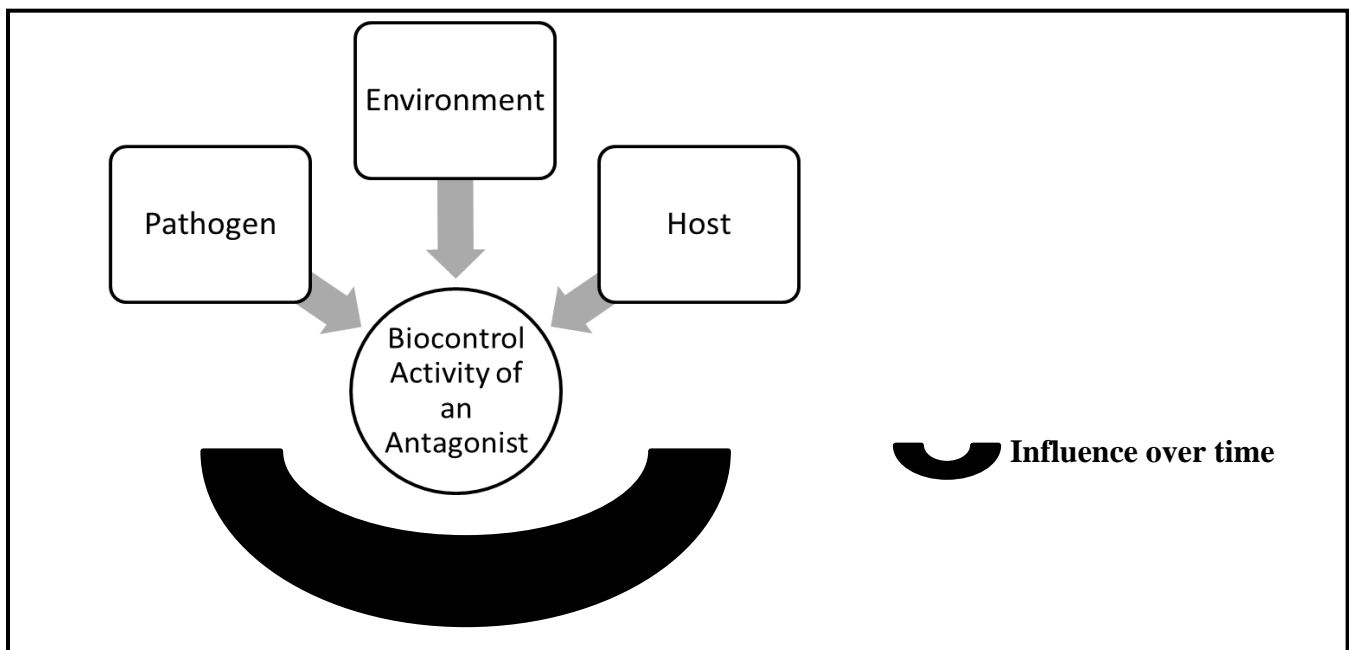 Environment
Pathogen
Host
Biocontrol
Activity of
an
Antagonist
Influence over time